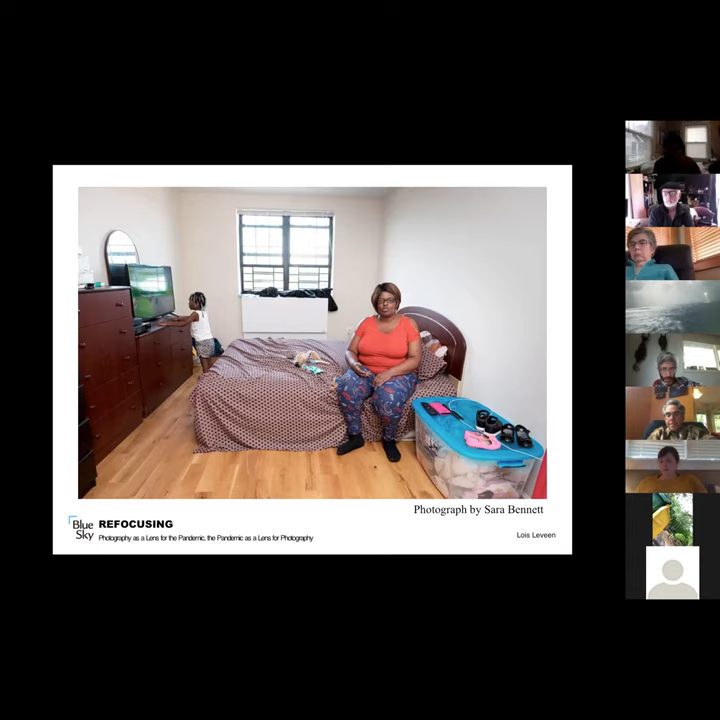 Photograph by Sara Bennett
Blue
Sky
REFOCUSING
Photography as a Lens for the Pandemic, the Pandemic as a Lens for Photography
Lois Leveen